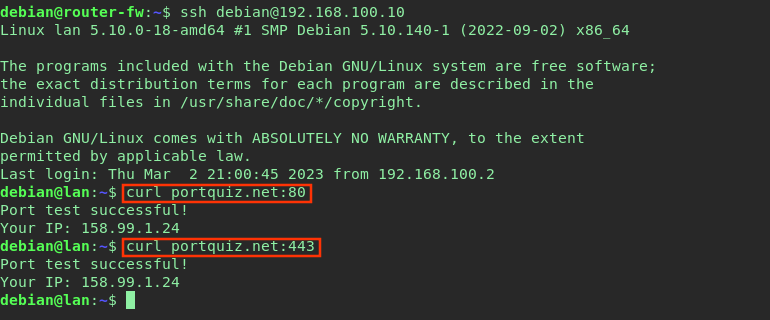 debian@router-fw:~$ ssh debian@192.168.100.10
Linux lan 5.10.0-18-amd64 #1 SMP Debian 5.10.140-1 (2022-09-02) x86_64
The programs included with the Debian GNU/Linux system are free software;
the exact distribution terms for each program are described in the
individual files in /usr/share/doc/*/copyright.
Debian GNU/Linux comes with ABSOLUTELY NO WARRANTY, to the extent
permitted by applicable law.
Last login: Thu Mar  2 21:00:45 2023 from 192.168.100.2
debian@lan:~$ curl portquiz.net:80
Port test successful!
Your IP: 158.99.1.24
debian@lan:~$ curl portquiz.net:443
Port test successful!
Your IP: 158.99.1.24
debian@lan:~$